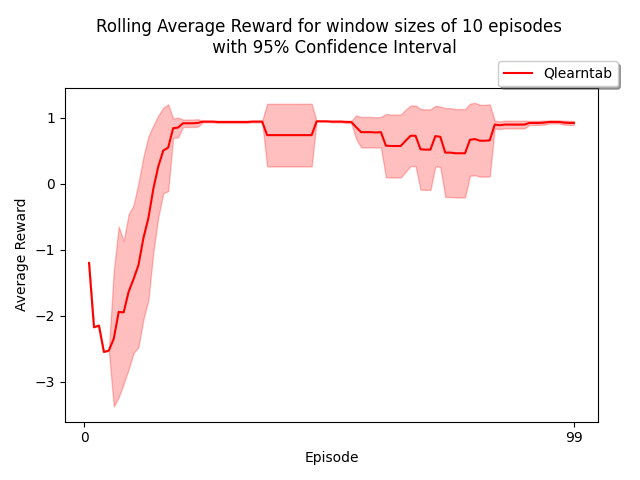 Rolling Average Reward for window sizes of 10 episodes
with 95% Confidence Interval
Qlearntab
1
0
−1
−2
−3
Average Reward
0
99
Episode